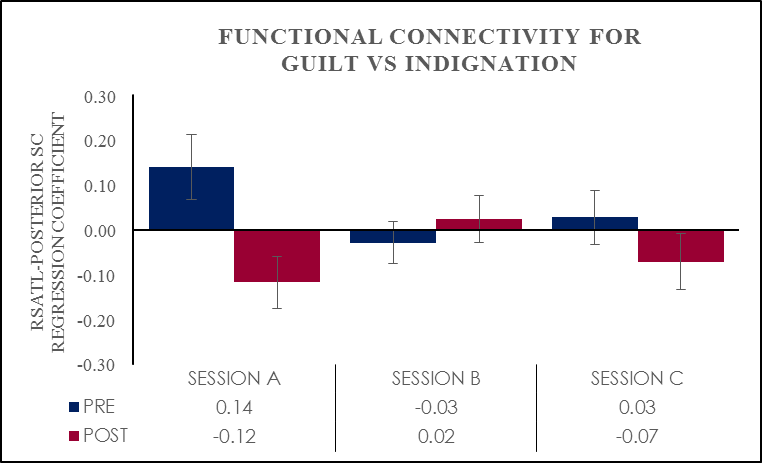 FUNCTIONAL CONNECTIVITY FOR
GUILT VS INDIGNATION
RSATL-POSTERIOR SC
REGRESSION COEFFICIENT
0.30
0.20
0.10
0.00
-0.10
-0.20
-0.30
SESSION A SESSION B SESSION C
PRE 0.14 -0.03 0.03
POST -0.12 0.02 -0.07